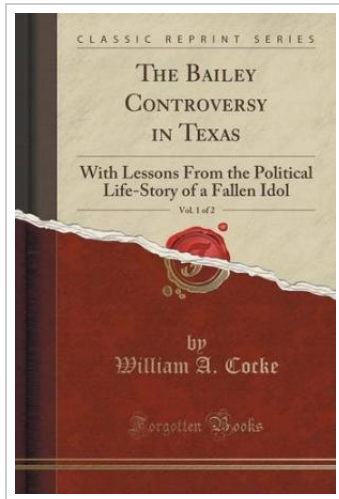 CLASSIC REPRINT SERIES
THE BAILEY
CONTROVERSY
IN TEXAS
With Lessons From the Political
Life-Story of a Fallen Idol
Vol. 1 of 2
by
William A. Cocke
Forgotten Books